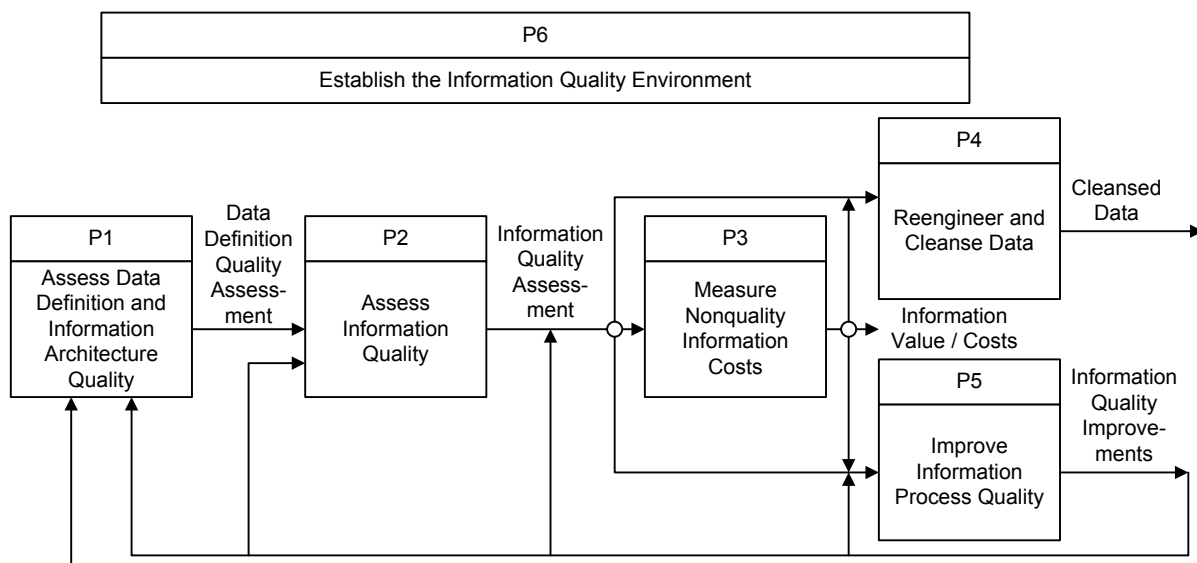 P6
Establish the Information Quality Environment
P1
Assess Data
Definition and
Information
Architecture
Quality
Data
Definition
Quality
Assess-
ment
P2
Assess
Information
Quality
Information
Quality
Assess-
ment
P3
Measure
Nonquality
Information
Costs
P4
Reengineer and
Cleanse Data
Cleansed
Data
Information
Value / Costs
P5
Improve
Information
Process Quality
Information
Quality
Improve-
ments